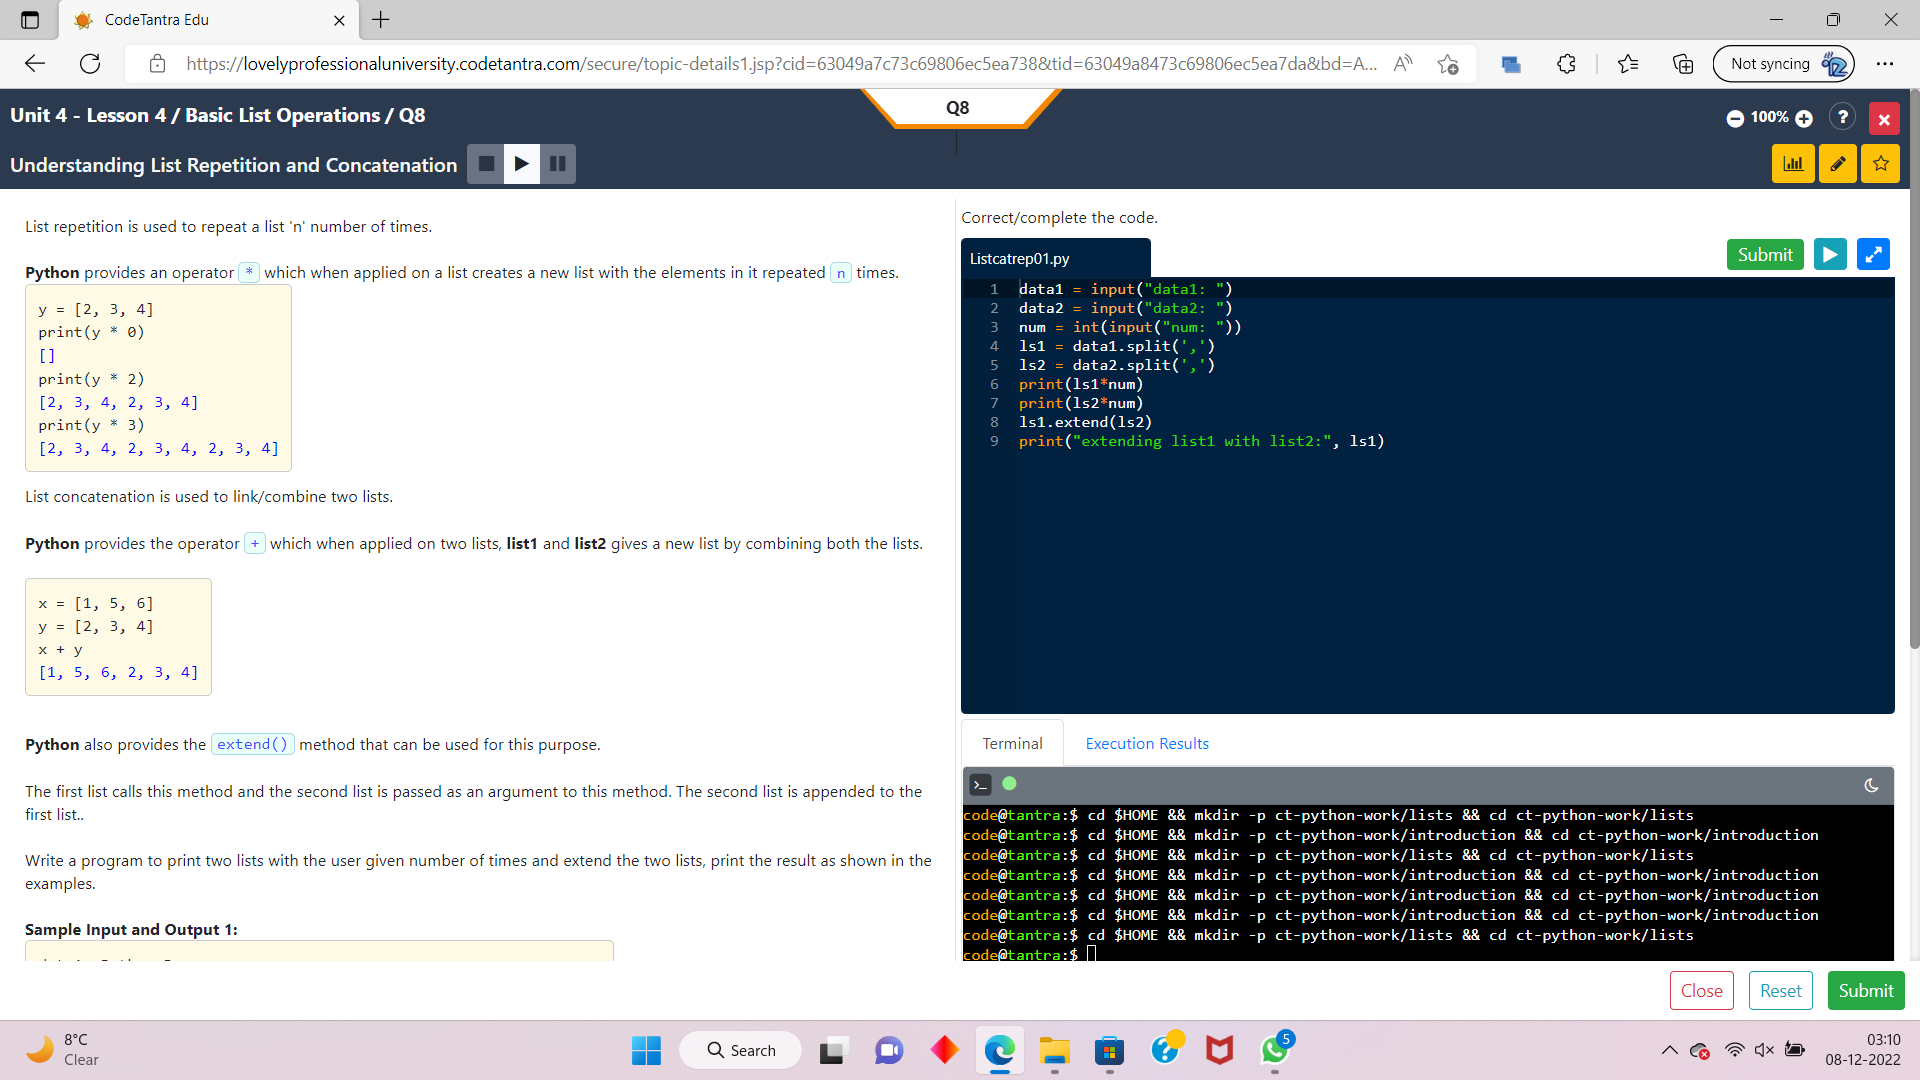 CodeTantra Edu
https://lovelyprofessionaluniversity.codetantra.com/secure/topic-details1.jsp?cid=63049a7c73c69806ec5ea738&tid=63049a8473c69806ec5ea7da&bd=A...
Not syncing
Unit 4 - Lesson 4 / Basic List Operations / Q8
Q8
100%
?
Understanding List Repetition and Concatenation
List repetition is used to repeat a list 'n' number of times.
Python provides an operator * which when applied on a list creates a new list with the elements in it repeated n times.
y = [2, 3, 4]
print(y * 0)
[]
print(y * 2)
[2, 3, 4, 2, 3, 4]
print(y * 3)
[2, 3, 4, 2, 3, 4, 2, 3, 4]
List concatenation is used to link/combine two lists.
Python provides the operator + which when applied on two lists, list1 and list2 gives a new list by combining both the lists.
x = [1, 5, 6]
y = [2, 3, 4]
x + y
[1, 5, 6, 2, 3, 4]
Python also provides the extend() method that can be used for this purpose.
The first list calls this method and the second list is passed as an argument to this method. The second list is appended to the
first list..
Write a program to print two lists with the user given number of times and extend the two lists, print the result as shown in the
examples.
Sample Input and Output 1:
Correct/complete the code.
Listcatrep01.py
Submit
1 data1 = input("data1: ")
2 data2 = input("data2: ")
3 num = int(input("num: "))
4 ls1 = data1.split(',')
5 ls2 = data2.split(',')
6 print(ls1*num)
7 print(ls2*num)
8 ls1.extend(ls2)
9 print("extending list1 with list2:", ls1)
Terminal
Execution Results
code@tantra:$ cd $HOME && mkdir -p ct-python-work/lists && cd ct-python-work/lists
code@tantra:$ cd $HOME && mkdir -p ct-python-work/introduction && cd ct-python-work/introduction
code@tantra:$ cd $HOME && mkdir -p ct-python-work/lists && cd ct-python-work/lists
code@tantra:$ cd $HOME && mkdir -p ct-python-work/introduction && cd ct-python-work/introduction
code@tantra:$ cd $HOME && mkdir -p ct-python-work/introduction && cd ct-python-work/introduction
code@tantra:$ cd $HOME && mkdir -p ct-python-work/introduction && cd ct-python-work/introduction
code@tantra:$ cd $HOME && mkdir -p ct-python-work/lists && cd ct-python-work/lists
code@tantra:$
Close
Reset
Submit
8°C
Clear
Search
5
03:10
08-12-2022